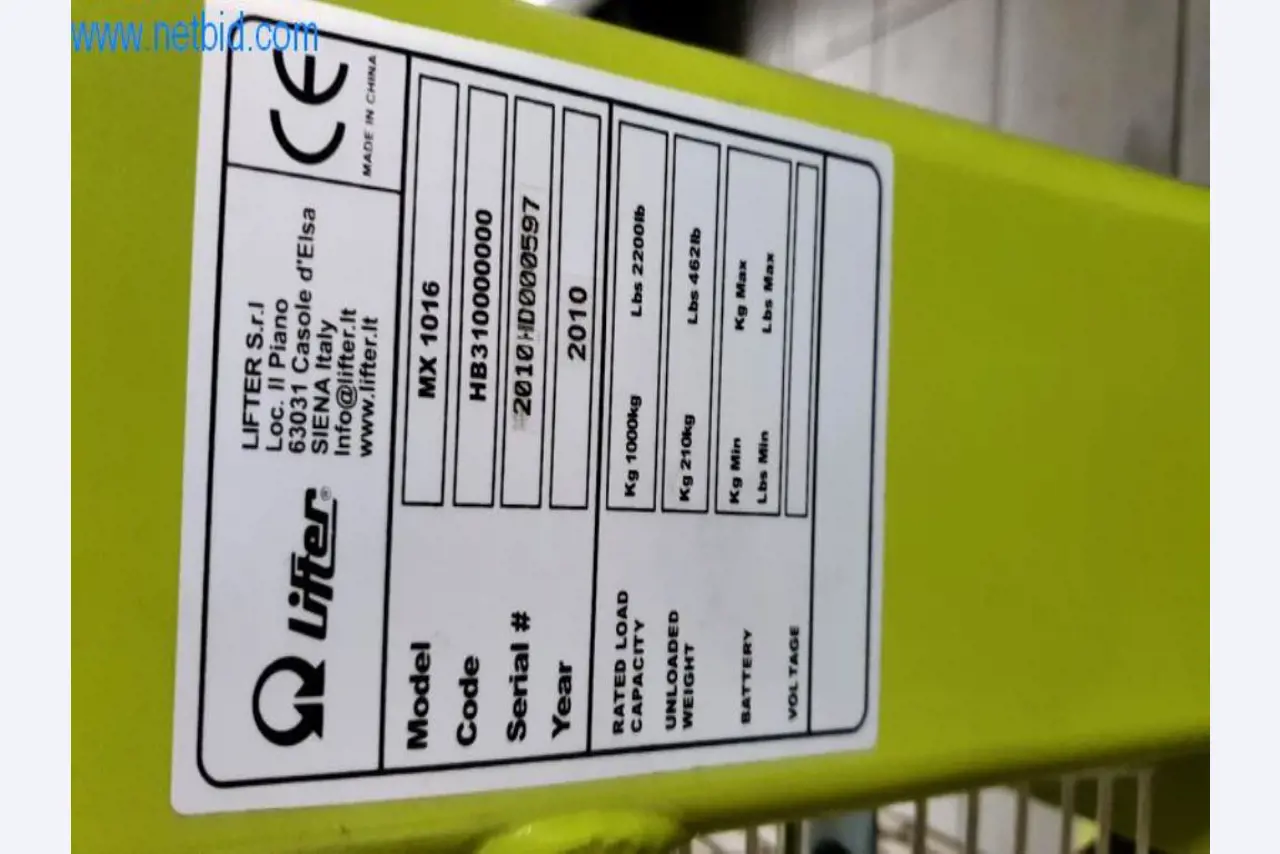 www.netbid.com
Lifter®
LIFTER S.r.l
Loc. Il Piano
63031 Casole d'Elsa
SIENA Italy
Info@lifter.It
www.lifter.It
CE
MADE IN CHINA
Model MX 1016
Code HB31000000
Serial # 2010HD000597
Year 2010
RATED LOAD
CAPACITY
Kg 1000kg Lbs 2200lb
UNLOADED
WEIGHT
Kg 210kg Lbs 462lb
BATTERY
Kg Min Kg Max
Lbs Min Lbs Max
VOLTAGE